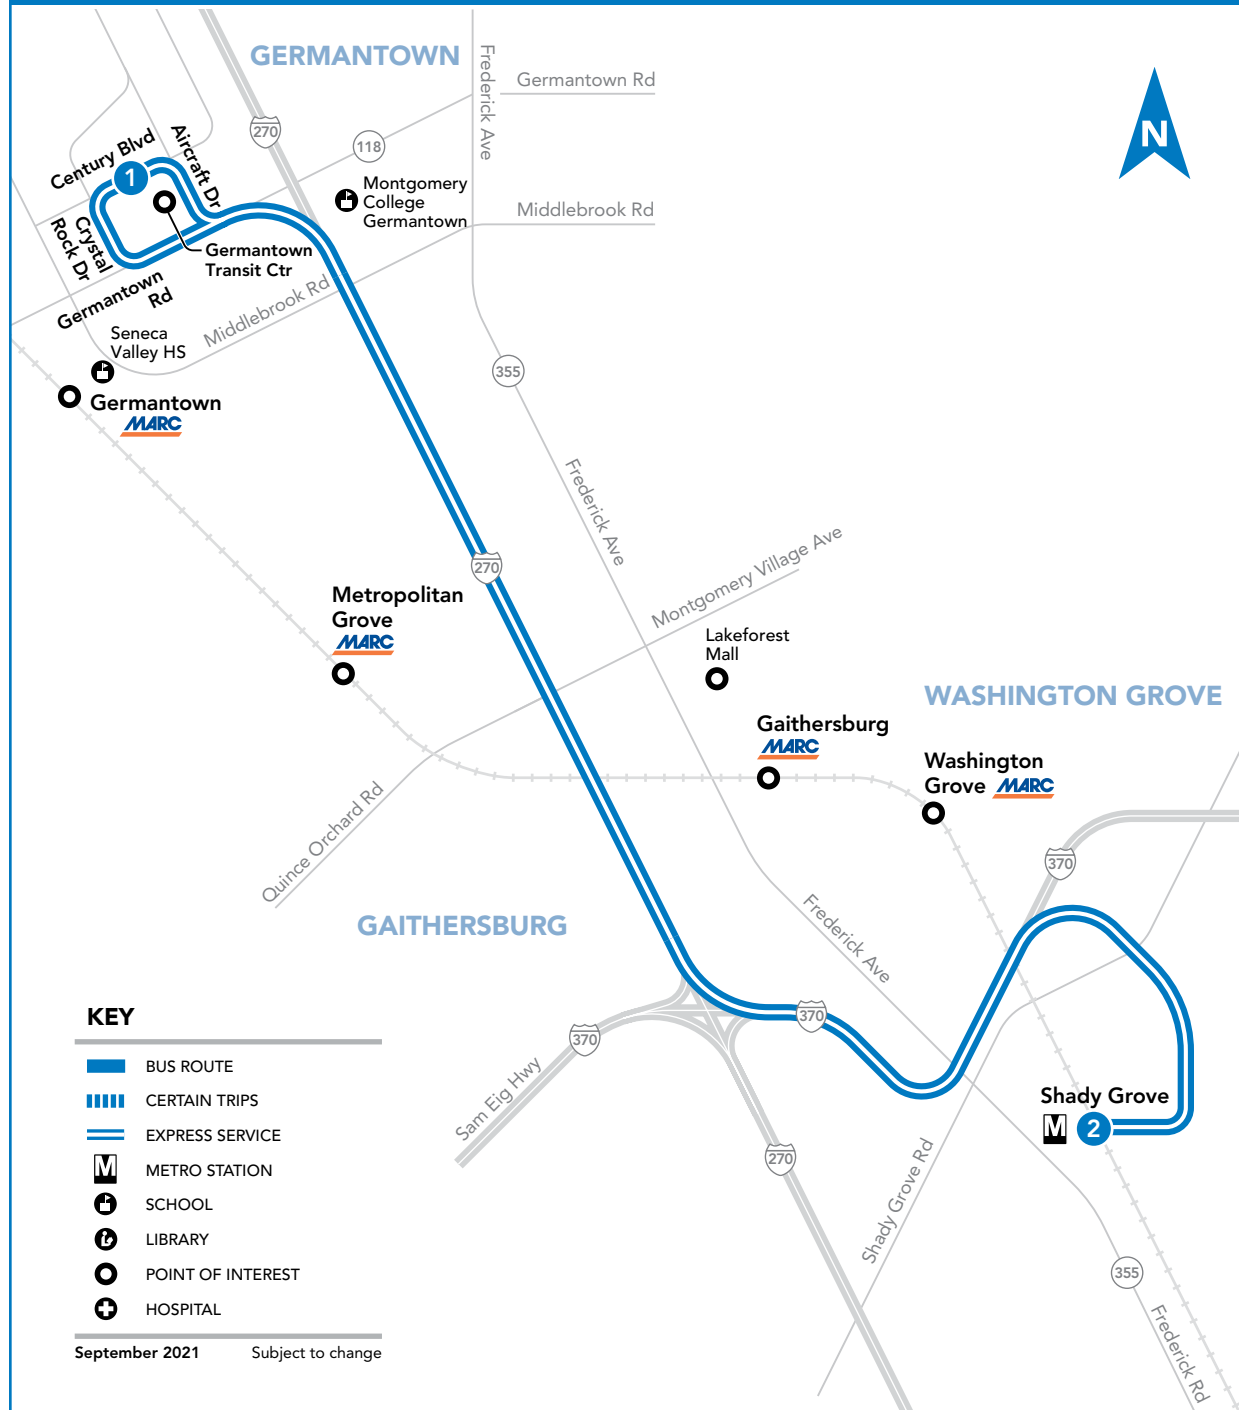 GERMANTOWN
Frederick Ave
Germantown Rd
N
270
118
Century Blvd
Aircraft Dr
1
Montgomery
College
Germantown
Middlebrook Rd
Crystal
Rock Dr
Germantown
Transit Ctr
Germantown
Rd
Middlebrook Rd
Seneca
Valley HS
355
Germantown
MARC
Frederick Ave
270
Montgomery Village Ave
Metropolitan
Grove
MARC
Lakeforest
Mall
WASHINGTON GROVE
Gaithersburg
MARC
Washington
Grove MARC
Quince Orchard Rd
370
GAITHERSBURG
Frederick Ave
370
370
Sam Eig Hwy
Shady Grove
M
2
270
Shady Grove Rd
355
Frederick Rd
KEY
BUS ROUTE
CERTAIN TRIPS
EXPRESS SERVICE
M
METRO STATION
SCHOOL
LIBRARY
POINT OF INTEREST
HOSPITAL
September 2021
Subject to change